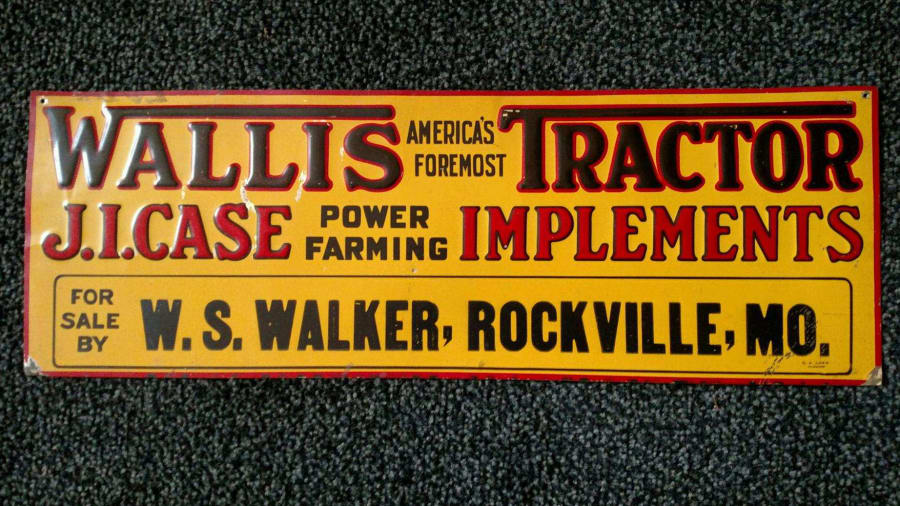 WALLIS AMERICA'S FOREMOST TRACTOR
J.I.CASE POWER FARMING IMPLEMENTS
FOR SALE BY
W. S. WALKER, ROCKVILLE, MO.